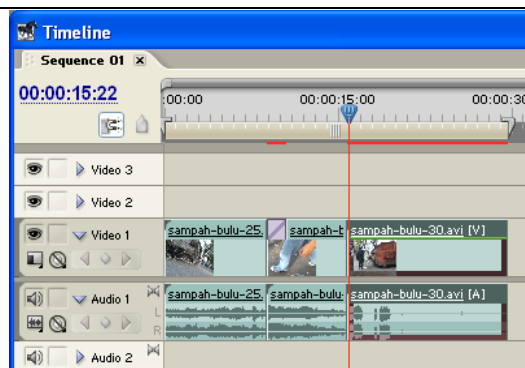 Timeline
Sequence 01 x
00:00:15:22
:00:00 00:00:15:00 00:00:30
Video 3
Video 2
Video 1
sampah-bulu-25. sampah-b sampah-bulu-30.avi [V]
Audio 1
L
R
sampah-bulu-25. sampah-bulu- sampah-bulu-30.avi [A]
Audio 2